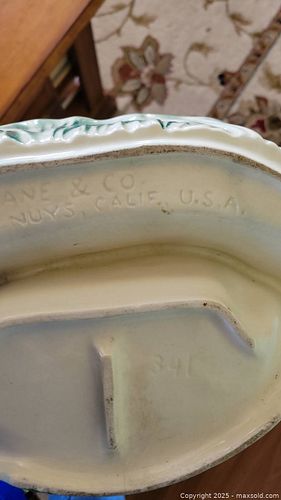 ANE & CO.
NUYS, CALIF. U.S.A.
341
Copyright 2025 - maxsold.com